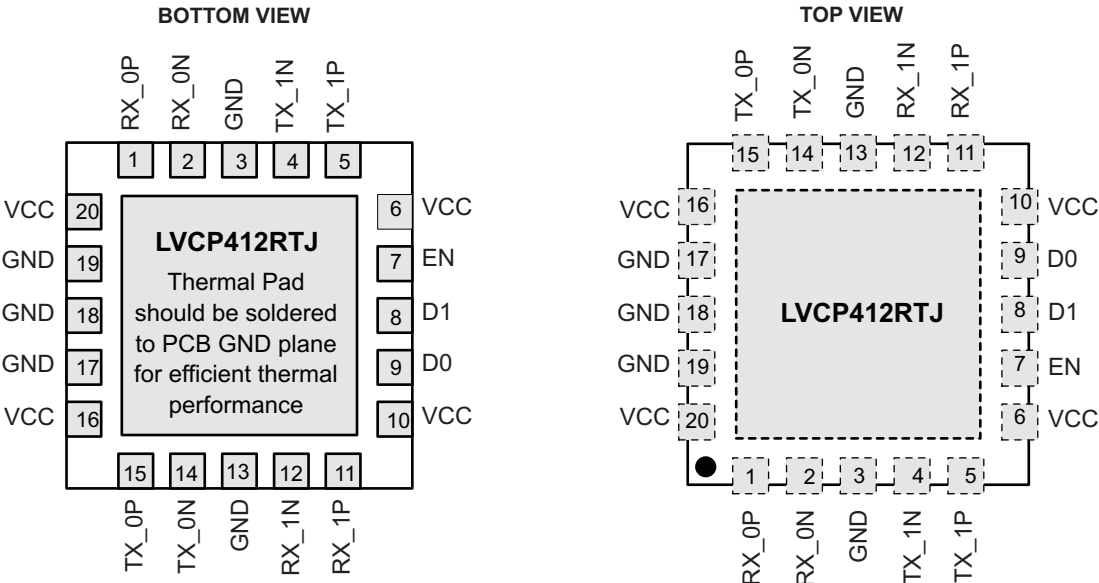 BOTTOM VIEW
RX_0P
RX_0N
GND
TX_1N
TX_1P
1 2 3 4 5
VCC 20
GND 19
GND 18
GND 17
VCC 16
LVCP412RTJ
Thermal Pad
should be soldered
to PCB GND plane
for efficient thermal
performance
6 VCC
7 EN
8 D1
9 D0
10 VCC
15 14 13 12 11
TX_0P
TX_0N
GND
RX_1N
RX_1P
TOP VIEW
TX_0P
TX_0N
GND
RX_1N
RX_1P
15 14 13 12 11
VCC 16
GND 17
GND 18
GND 19
VCC 20
LVCP412RTJ
10 VCC
9 D0
8 D1
7 EN
6 VCC
1 2 3 4 5
RX_0P
RX_0N
GND
TX_1N
TX_1P